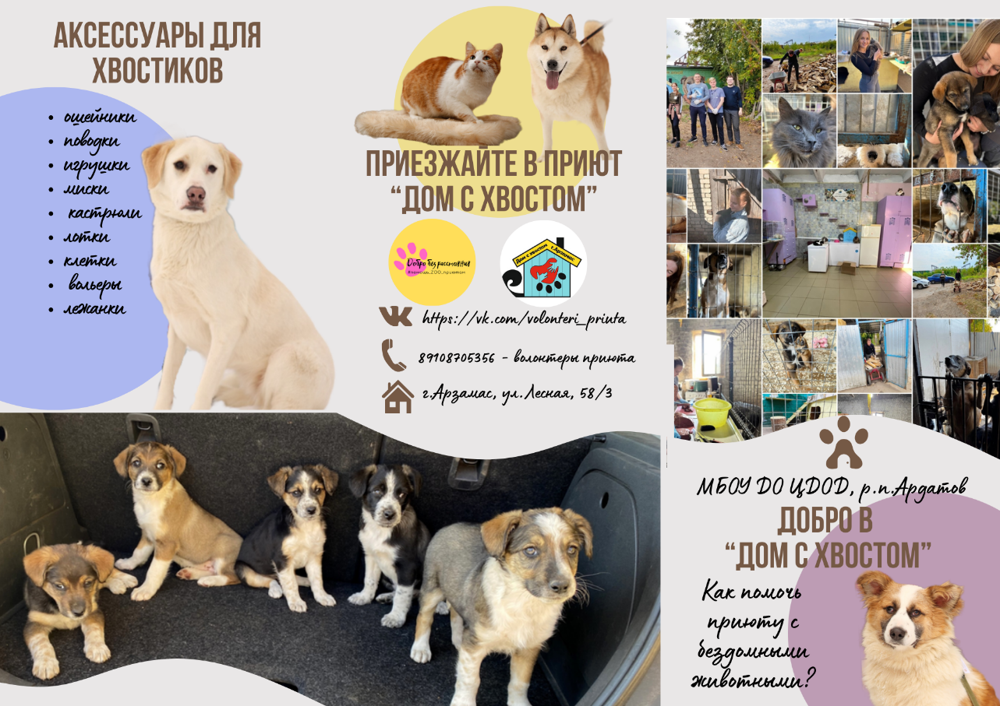 АКСЕССУАРЫ ДЛЯ
ХВОСТИКОВ
• ошейники
• поводки
• игрушки
• миски
• кастрюли
• лотки
• клетки
• вольеры
• лежанки
ПРИЕЗЖАЙТЕ В ПРИЮТ
“ДОМ С ХВОСТОМ”
Добро без расстояния
#помощь_ZOO_приютам
Дом с хвостом г.Арзамас
https://vk.com/volonteri_priuta
89108705356 - волонтеры приюта
г.Арзамас, ул.Лесная, 58/3
МБОУ ДО ЦДОД, р.п.Ардатов
ДОБРО В
“ДОМ С ХВОСТОМ”
Как помочь
приюту с
бездомными
животными?